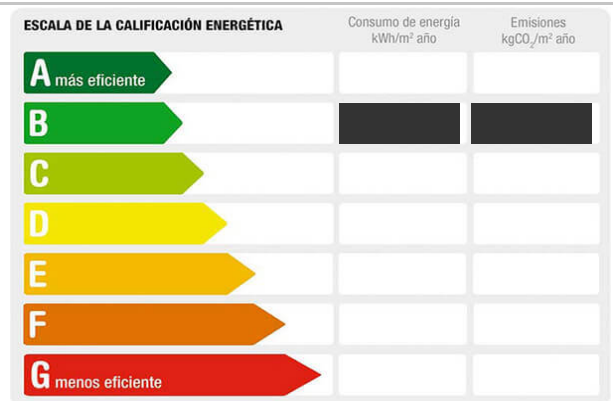 ESCALA DE LA CALIFICACIÓN ENERGÉTICA
Consumo de energía
kWh/m² año
Emisiones
kgCO₂/m² año
A más eficiente
B
C
D
E
F
G menos eficiente